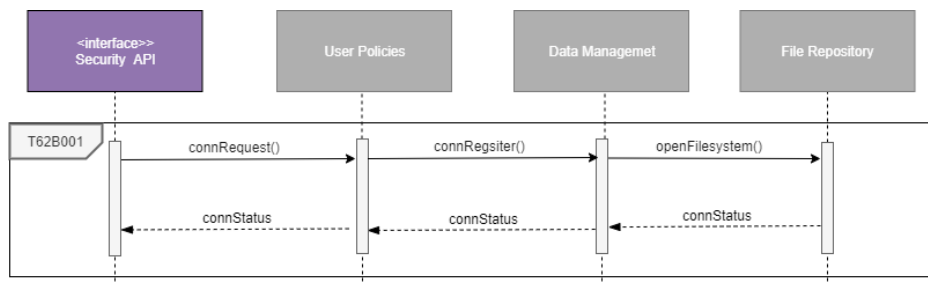 <interface>>
Security API
User Policies
Data Managemet
File Repository
T62B001
connRequest()
connRegsiter()
openFilesystem()
connStatus
connStatus
connStatus